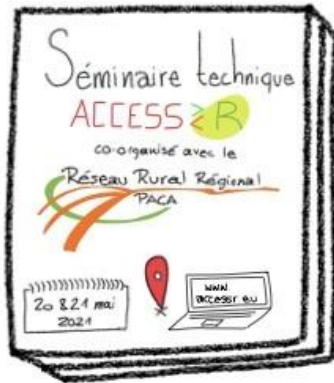 Séminaire technique
ACCESS R
co-organisé avec le
Réseau Rural Régional
PACA
20 & 21 mai
2021
www
accessr.eu